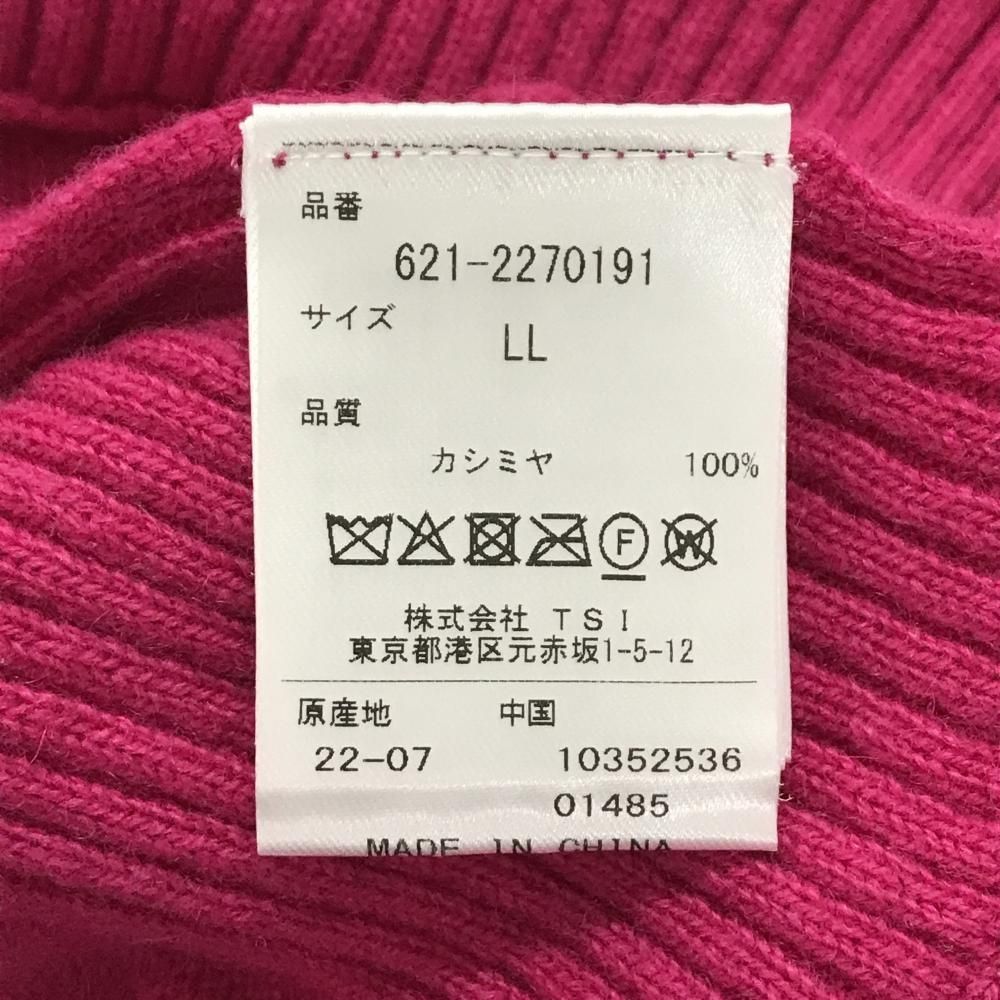 品番
621-2270191
サイズ
LL
品質
カシミヤ 100%
F W
株式会社 TSI
東京都港区元赤坂1-5-12
原産地 中国
22-07 10352536
01485
MADE IN CHINA